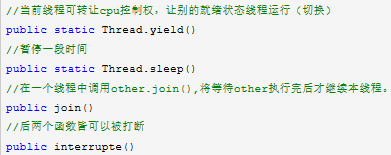 //当前线程可转让cpu控制权，让别的就绪状态线程运行（切换）
public static Thread.yield()
//暂停一段时间
public static Thread.sleep()
//在一个线程中调用other.join(),将等待other执行完后才继续本线程。
public join()
//后两个函数皆可以被打断
public interrupte()